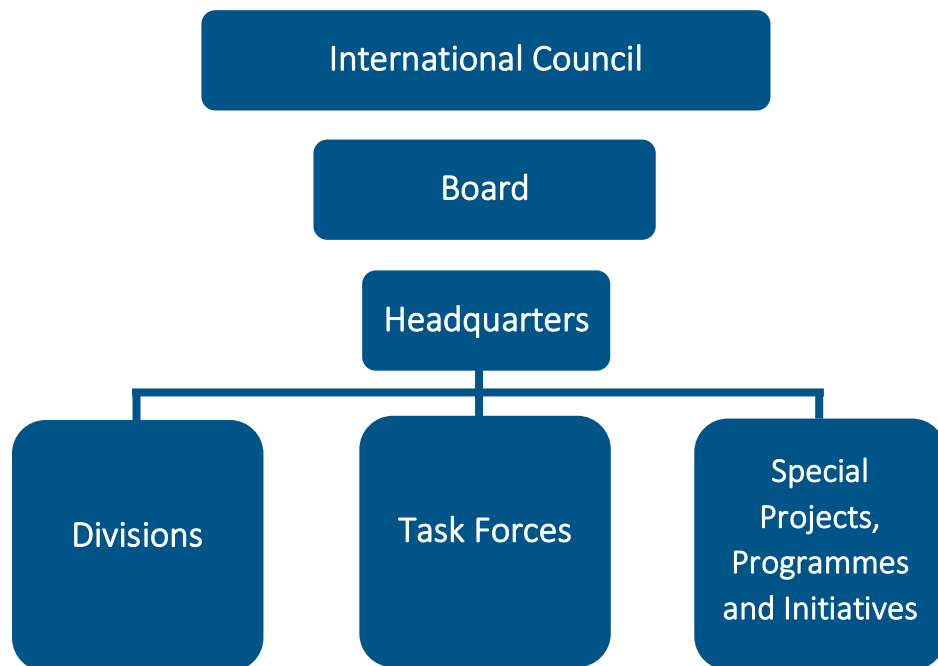 International Council
Board
Headquarters
Divisions
Task Forces
Special
Projects,
Programmes
and Initiatives